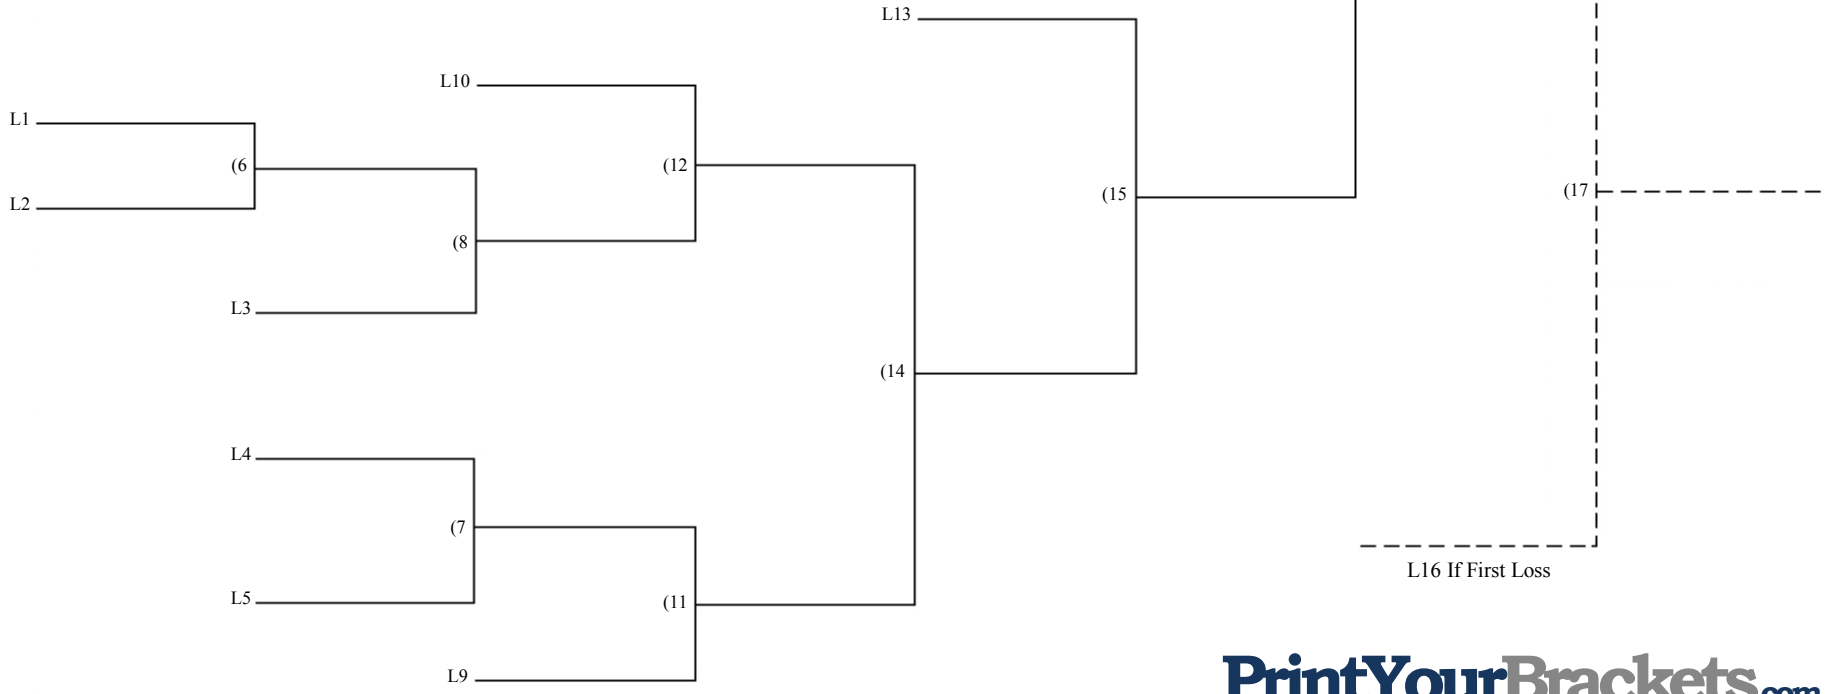 L13
L10
L1
(6
(12
L2
(15
(17
(8
L3
(14
L4
(7
L5
(11
L16 If First Loss
L9
PrintYourBrackets.com